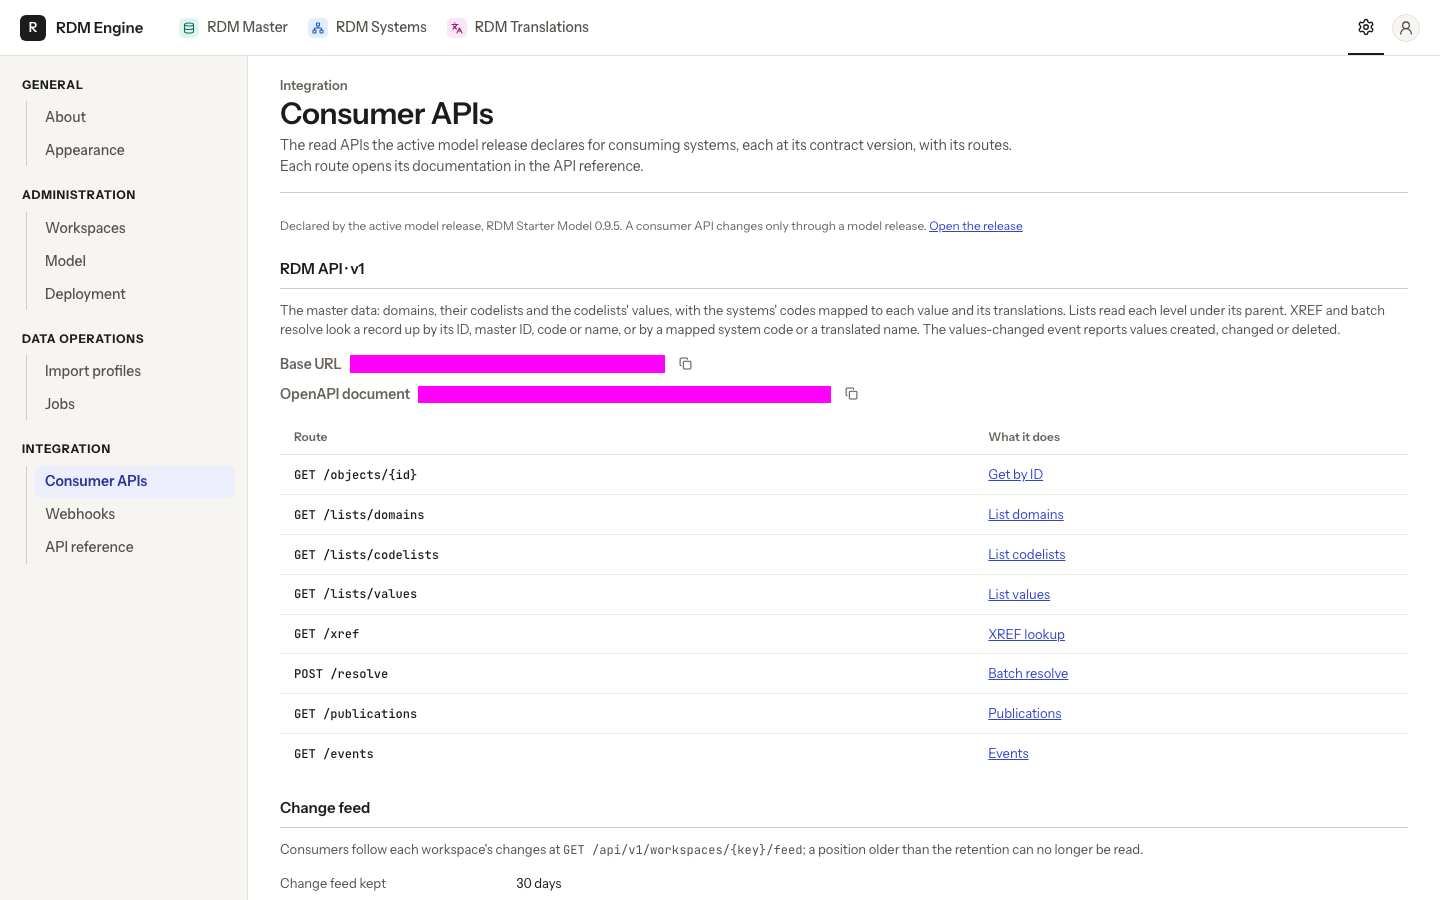 R RDM Engine RDM Master RDM Systems RDM Translations
GENERAL
About
Appearance
ADMINISTRATION
Workspaces
Model
Deployment
DATA OPERATIONS
Import profiles
Jobs
INTEGRATION
Consumer APIs
Webhooks
API reference
Integration
Consumer APIs
The read APIs the active model release declares for consuming systems, each at its contract version, with its routes.
Each route opens its documentation in the API reference.
Declared by the active model release, RDM Starter Model 0.9.5. A consumer API changes only through a model release. Open the release
RDM API · v1
The master data: domains, their codelists and the codelists' values, with the systems' codes mapped to each value and its translations. Lists read each level under its parent. XREF and batch
resolve look a record up by its ID, master ID, code or name, or by a mapped system code or a translated name. The values-changed event reports values created, changed or deleted.
Base URL
OpenAPI document
Route What it does
GET /objects/{id} Get by ID
GET /lists/domains List domains
GET /lists/codelists List codelists
GET /lists/values List values
GET /xref XREF lookup
POST /resolve Batch resolve
GET /publications Publications
GET /events Events
Change feed
Consumers follow each workspace's changes at GET /api/v1/workspaces/{key}/feed; a position older than the retention can no longer be read.
Change feed kept 30 days